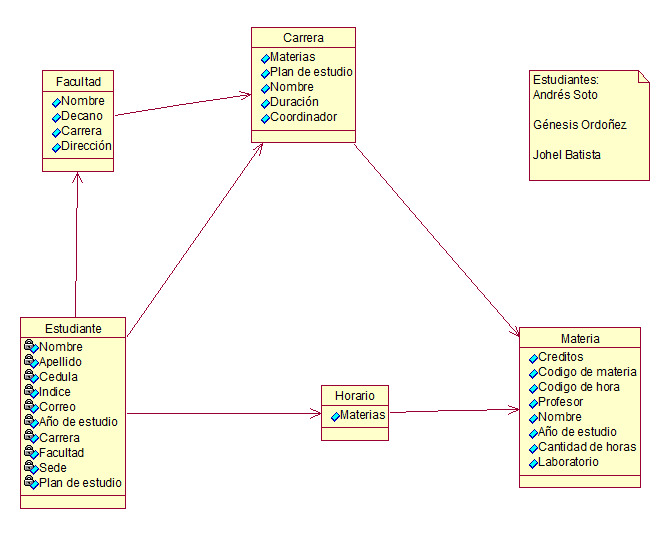 Carrera
Materias
Plan de estudio
Nombre
Duración
Coordinador
Facultad
Nombre
Decano
Carrera
Dirección
Estudiantes:
Andrés Soto
Génesis Ordoñez
Johel Batista
Estudiante
Nombre
Apellido
Cedula
Indice
Correo
Año de estudio
Carrera
Facultad
Sede
Plan de estudio
Horario
Materias
Materia
Creditos
Codigo de materia
Codigo de hora
Profesor
Nombre
Año de estudio
Cantidad de horas
Laboratorio